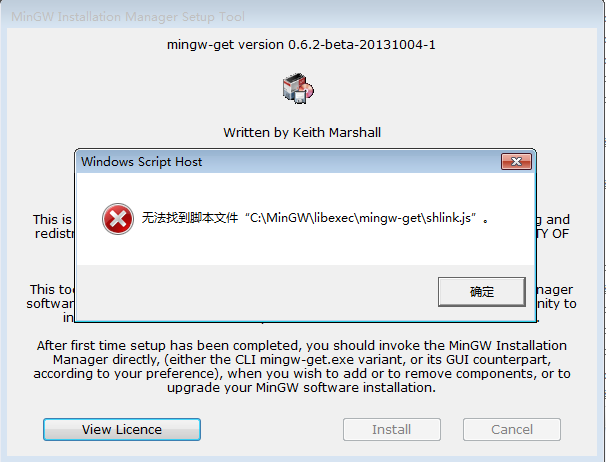 MinGW Installation Manager Setup Tool
mingw-get version 0.6.2-beta-20131004-1
Written by Keith Marshall
Windows Script Host
无法找到脚本文件“C:\MinGW\libexec\mingw-get\shlink.js”。
确定
This is
g and
redistr
TY OF
This too
nager
softwar
nity to
in
After first time setup has been completed, you should invoke the MinGW Installation
Manager directly, (either the CLI mingw-get.exe variant, or its GUI counterpart,
according to your preference), when you wish to add or to remove components, or to
upgrade your MinGW software installation.
View Licence
Install
Cancel